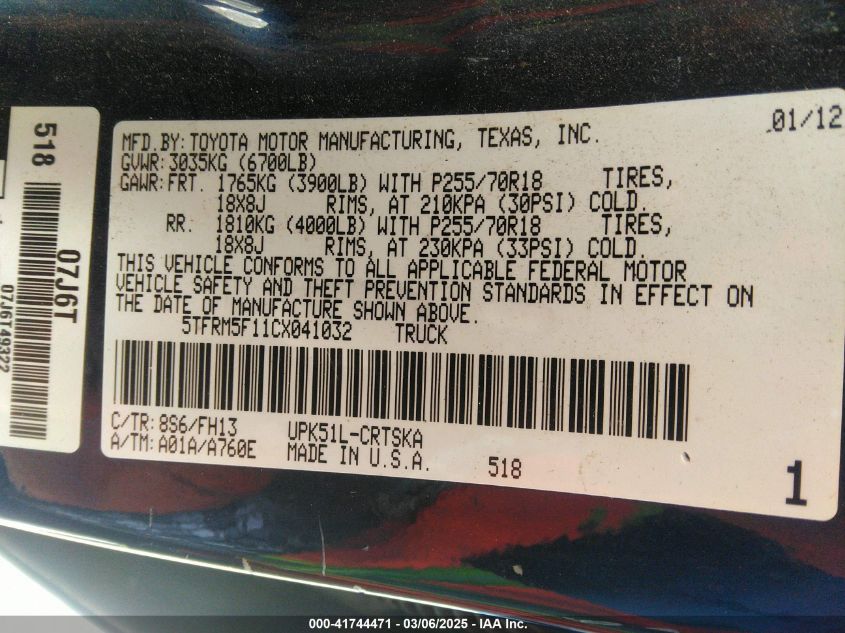 518
07J6T
07J6T49322
01/12
MFD.BY:TOYOTA MOTOR MANUFACTURING, TEXAS, INC.
GVWR:3035KG (6700LB)
GAWR:FRT. 1765KG (3900LB) WITH P255/70R18 TIRES,
18X8J RIMS, AT 210KPA (30PSI) COLD.
RR. 1810KG (4000LB) WITH P255/70R18 TIRES,
18X8J RIMS, AT 230KPA (33PSI) COLD.
THIS VEHICLE CONFORMS TO ALL APPLICABLE FEDERAL MOTOR
VEHICLE SAFETY AND THEFT PREVENTION STANDARDS IN EFFECT ON
THE DATE OF MANUFACTURE SHOWN ABOVE.
5TFRM5F11CX041032 TRUCK
C/TR:8S6/FH13 UPK51L-CRTSKA
A/TM:A01A/A760E MADE IN U.S.A. 518
1
000-41744471 | 03/06/2025 - IAA Inc.